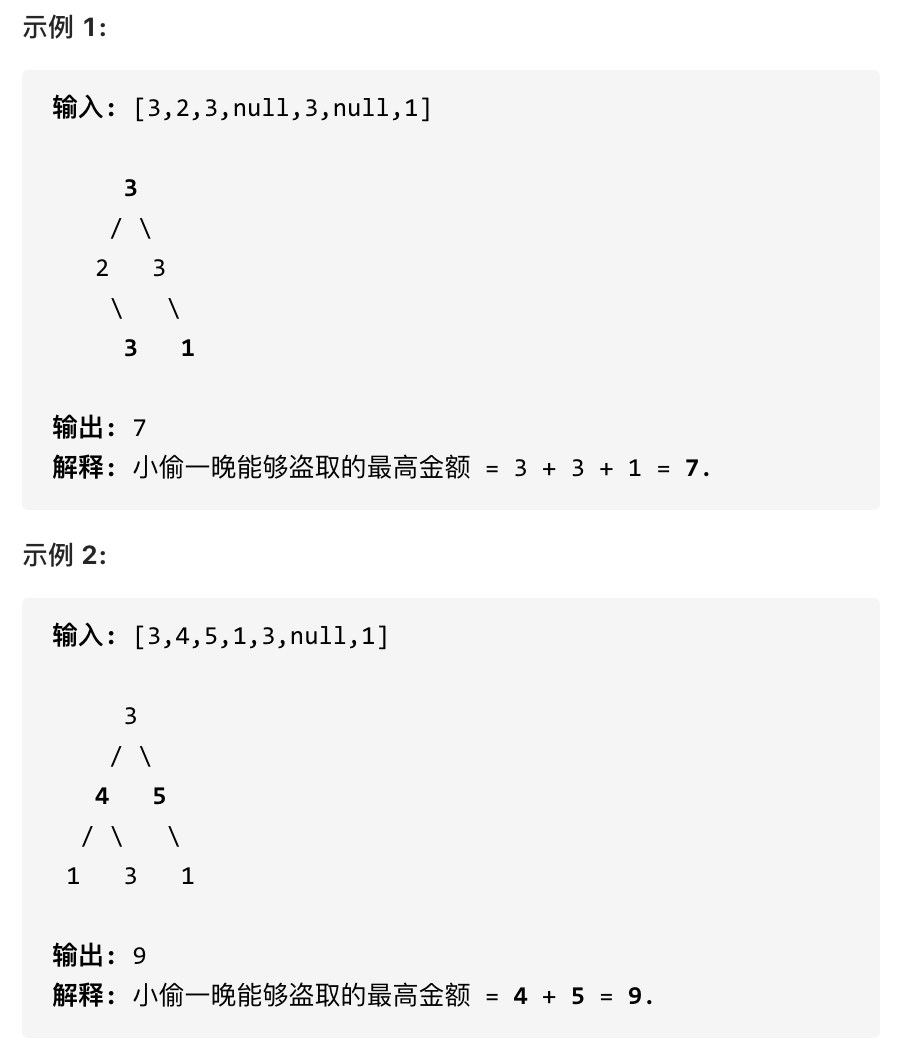 示例 1:
输入: [3,2,3,null,3,null,1]
3
/ \
2 3
\ \
3 1
输出: 7
解释: 小偷一晚能够盗取的最高金额 = 3 + 3 + 1 = 7.
示例 2:
输入: [3,4,5,1,3,null,1]
3
/ \
4 5
/ \ \
1 3 1
输出: 9
解释: 小偷一晚能够盗取的最高金额 = 4 + 5 = 9.